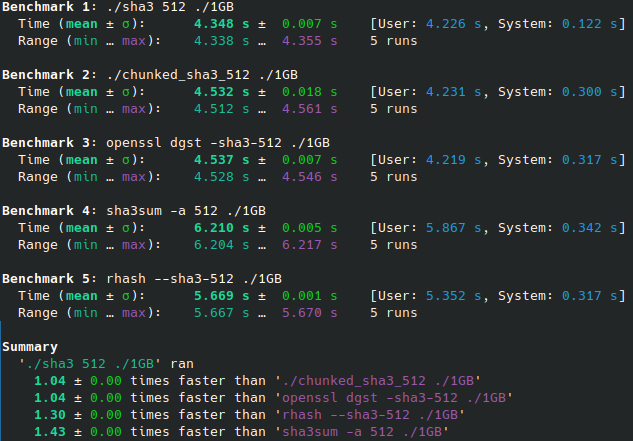 Benchmark 1: ./sha3 512 ./1GB
Time (mean ± σ): 4.348 s ± 0.007 s [User: 4.226 s, System: 0.122 s]
Range (min … max): 4.338 s … 4.355 s 5 runs
Benchmark 2: ./chunked_sha3_512 ./1GB
Time (mean ± σ): 4.532 s ± 0.018 s [User: 4.231 s, System: 0.300 s]
Range (min … max): 4.512 s … 4.561 s 5 runs
Benchmark 3: openssl dgst -sha3-512 ./1GB
Time (mean ± σ): 4.537 s ± 0.007 s [User: 4.219 s, System: 0.317 s]
Range (min … max): 4.528 s … 4.546 s 5 runs
Benchmark 4: sha3sum -a 512 ./1GB
Time (mean ± σ): 6.210 s ± 0.005 s [User: 5.867 s, System: 0.342 s]
Range (min … max): 6.204 s … 6.217 s 5 runs
Benchmark 5: rhash --sha3-512 ./1GB
Time (mean ± σ): 5.669 s ± 0.001 s [User: 5.352 s, System: 0.317 s]
Range (min … max): 5.667 s … 5.670 s 5 runs
Summary
'./sha3 512 ./1GB' ran
1.04 ± 0.00 times faster than './chunked_sha3_512 ./1GB'
1.04 ± 0.00 times faster than 'openssl dgst -sha3-512 ./1GB'
1.30 ± 0.00 times faster than 'rhash --sha3-512 ./1GB'
1.43 ± 0.00 times faster than 'sha3sum -a 512 ./1GB'